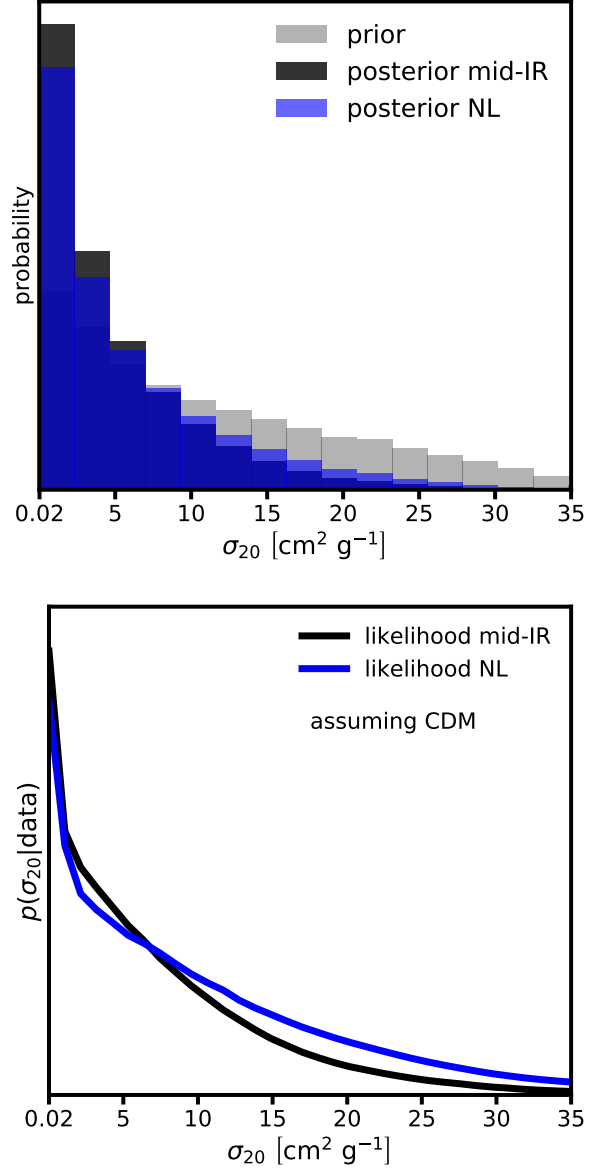 prior
posterior mid-IR
posterior NL
probability
0.02 5 10 15 20 25 30 35
σ₂₀ [cm² g⁻¹]
likelihood mid-IR
likelihood NL
assuming CDM
p(σ₂₀|data)
0.02 5 10 15 20 25 30 35
σ₂₀ [cm² g⁻¹]